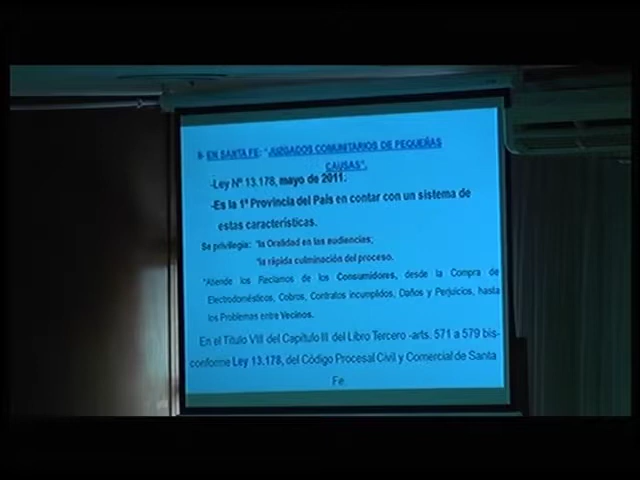 8- EN SANTA FE: "JUZGADOS COMUNITARIOS DE PEQUEÑAS
CAUSAS".
-Ley Nº 13.178, mayo de 2011.
-Es la 1ª Provincia del País en contar con un sistema de
estas características.
Se privilegia: *la Oralidad en las audiencias;
*la rápida culminación del proceso.
*Atiende los Reclamos de los Consumidores, desde la Compra de
Electrodomésticos, Cobros, Contratos incumplidos, Daños y Perjuicios, hasta
los Problemas entre Vecinos.
En el Título VIII del Capítulo III del Libro Tercero -arts. 571 a 579 bis-
conforme Ley 13.178, del Código Procesal Civil y Comercial de Santa
Fe.